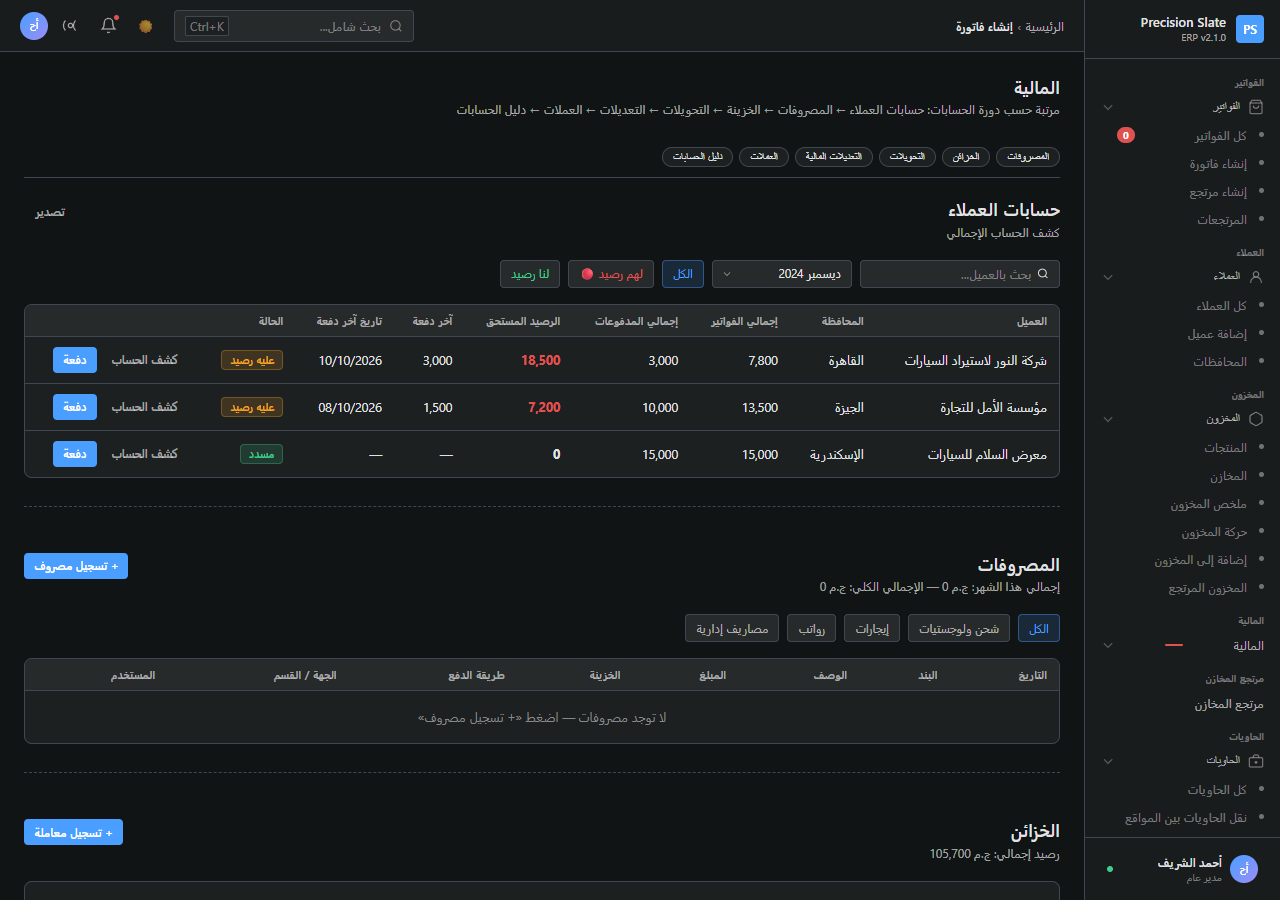 PS
Precision Slate
ERP v2.1.0
الرئيسية › إنشاء فاتورة
بحث شامل... Ctrl+K
أح
الفواتير
الفواتير
كل الفواتير 0
إنشاء فاتورة
إنشاء مرتجع
المرتجعات
العملاء
العملاء
كل العملاء
إضافة عميل
المحافظات
المخزون
المخزون
المنتجات
المخازن
ملخص المخزون
حركة المخزون
إضافة إلى المخزون
المخزون المرتجع
المالية
المالية
مرتجع المخازن
مرتجع المخازن
الحاويات
الحاويات
كل الحاويات
نقل الحاويات بين المواقع
أح
أحمد الشريف
مدير عام
المالية
مرتبة حسب دورة الحسابات: حسابات العملاء ← المصروفات ← الخزينة ← التحويلات ← التعديلات ← العملات ← دليل الحسابات
المصروفات الخزائن التحويلات التعديلات المالية العملات دليل الحسابات
حسابات العملاء
كشف الحساب الإجمالي
تصدير
بحث بالعميل... ديسمبر 2024 الكل لهم رصيد لنا رصيد
العميل المحافظة إجمالي الفواتير إجمالي المدفوعات الرصيد المستحق آخر دفعة تاريخ آخر دفعة الحالة
شركة النور لاستيراد السيارات القاهرة 7,800 3,000 18,500 3,000 10/10/2026 عليه رصيد كشف الحساب دفعة
مؤسسة الأمل للتجارة الجيزة 13,500 10,000 7,200 1,500 08/10/2026 عليه رصيد كشف الحساب دفعة
معرض السلام للسيارات الإسكندرية 15,000 15,000 0 — — مسدد كشف الحساب دفعة
المصروفات
إجمالي هذا الشهر: ج.م 0 — الإجمالي الكلي: ج.م 0
+ تسجيل مصروف
الكل شحن ولوجستيات إيجارات رواتب مصاريف إدارية
التاريخ البند الوصف المبلغ الخزينة طريقة الدفع الجهة / القسم المستخدم
لا توجد مصروفات — اضغط «+ تسجيل مصروف»
الخزائن
رصيد إجمالي: ج.م 105,700
+ تسجيل معاملة